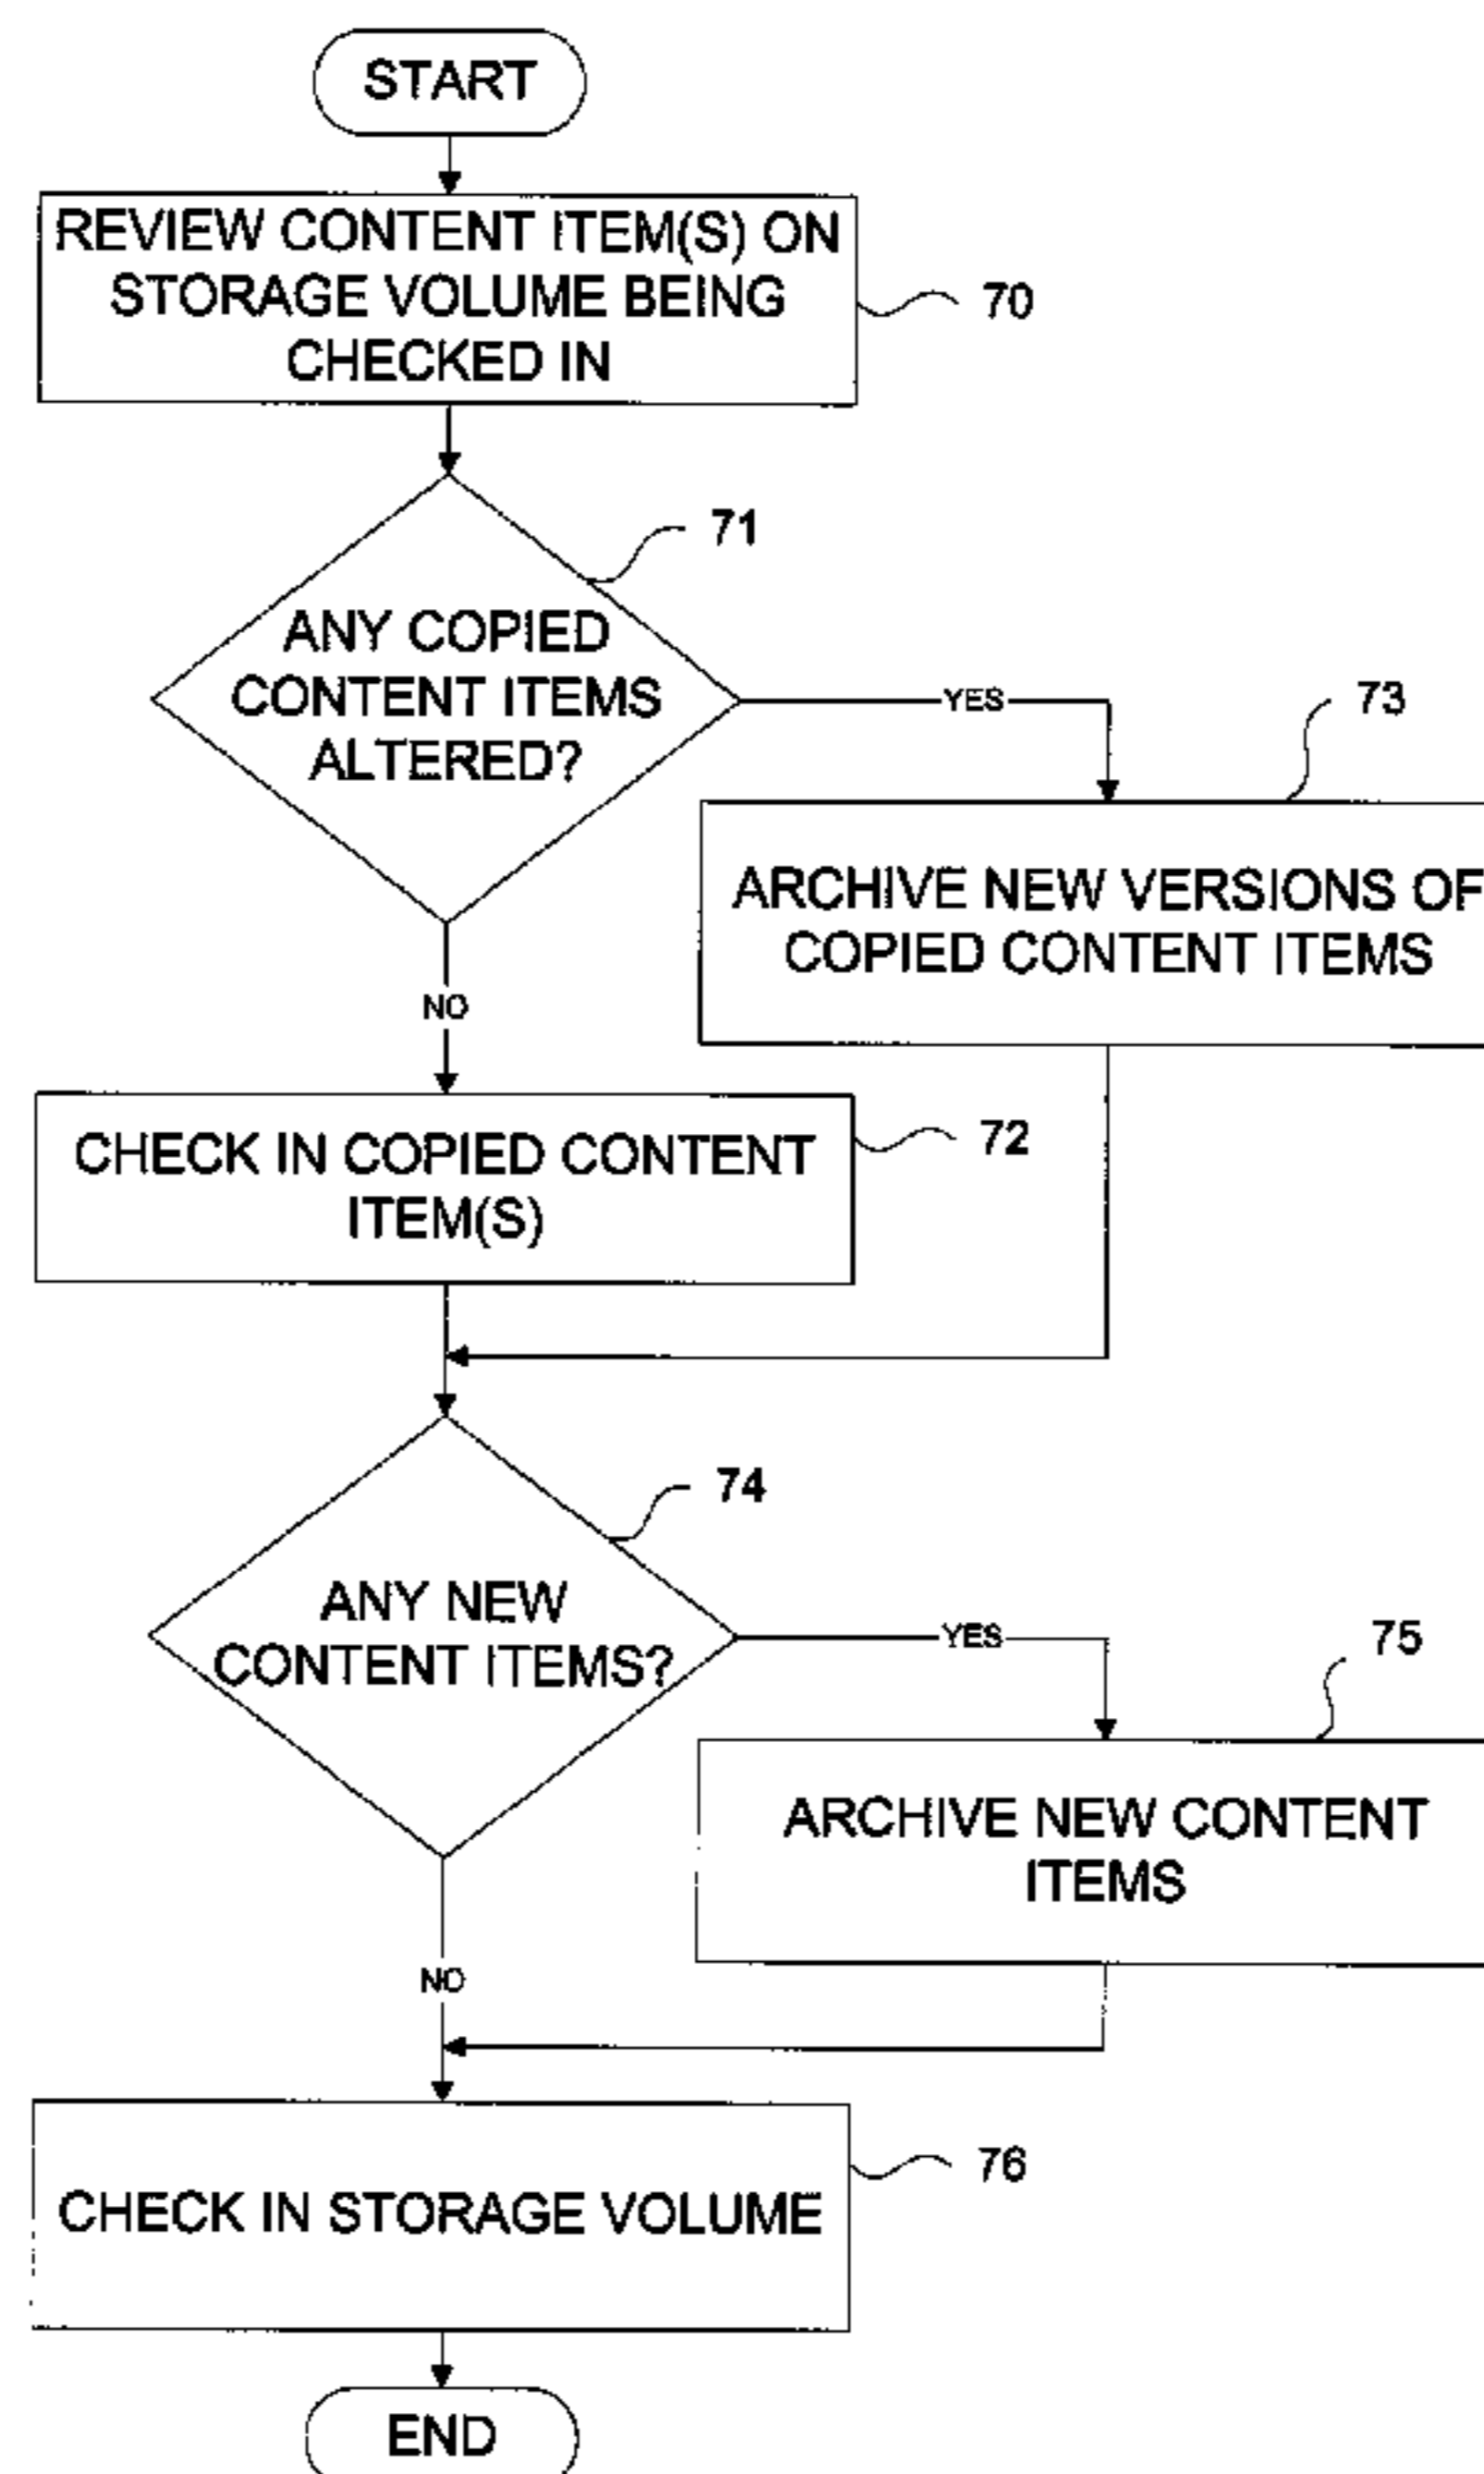 START
REVIEW CONTENT ITEM(S) ON
STORAGE VOLUME BEING
CHECKED IN
70
71
ANY COPIED
CONTENT ITEMS
ALTERED?
YES
73
ARCHIVE NEW VERSIONS OF
COPIED CONTENT ITEMS
NO
CHECK IN COPIED CONTENT
ITEM(S)
72
74
ANY NEW
CONTENT ITEMS?
YES
75
ARCHIVE NEW CONTENT
ITEMS
NO
76
CHECK IN STORAGE VOLUME
END